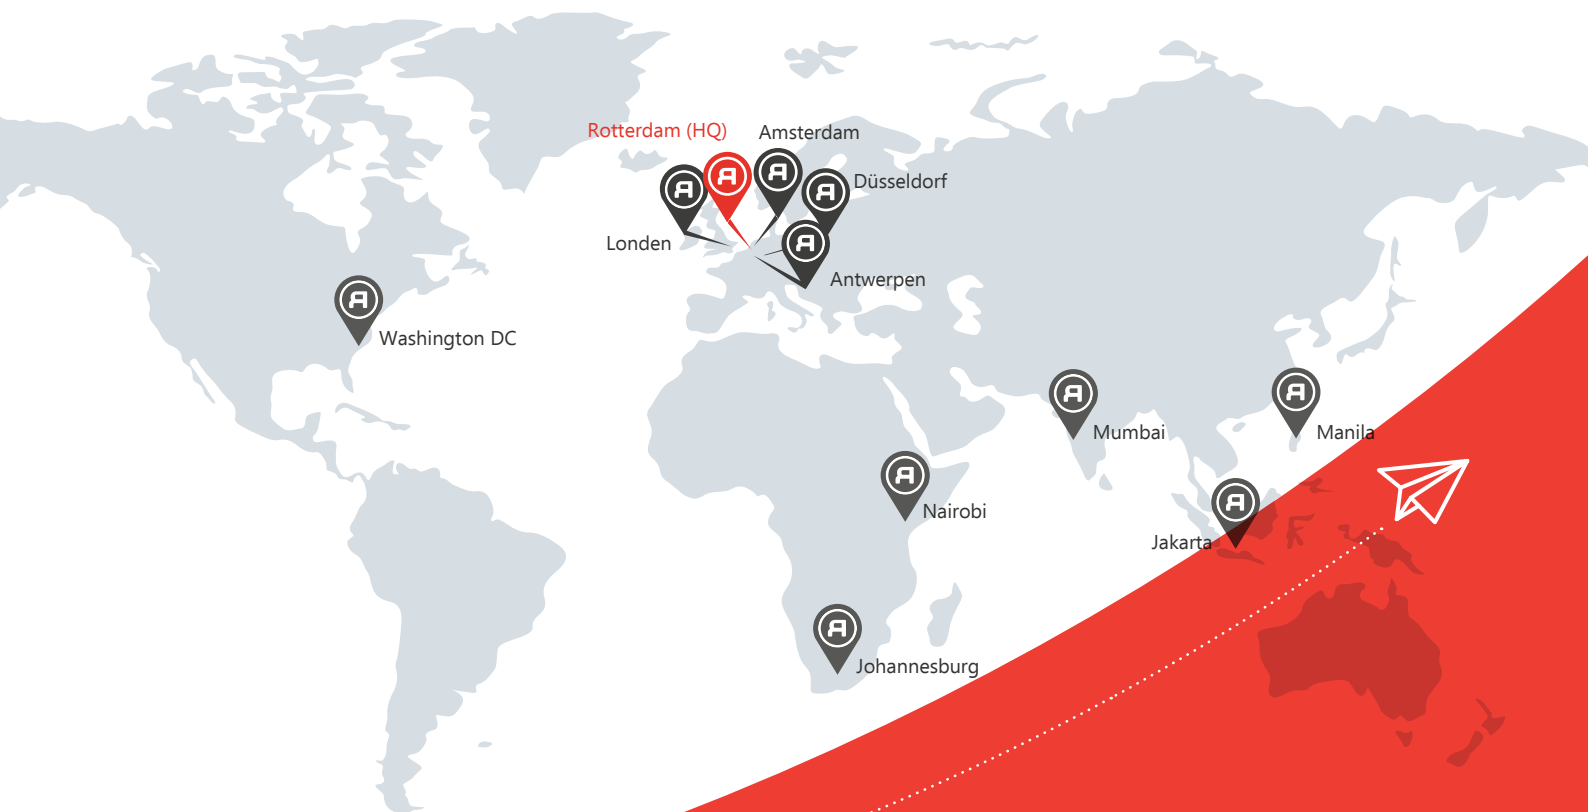 Rotterdam (HQ)
Amsterdam
Düsseldorf
Londen
Antwerpen
Washington DC
Mumbai
Manila
Nairobi
Jakarta
Johannesburg